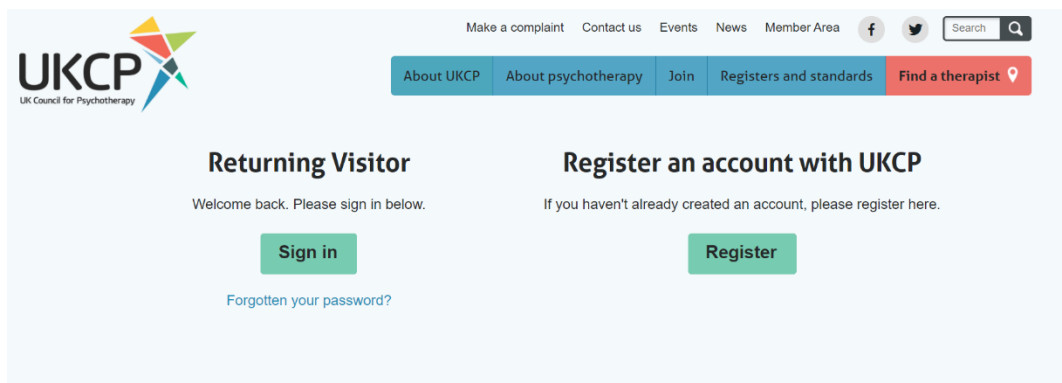 Make a complaint Contact us Events News Member Area f Search
UKCP
UK Council for Psychotherapy
About UKCP About psychotherapy Join Registers and standards Find a therapist
Returning Visitor
Welcome back. Please sign in below.
Sign in
Forgotten your password?
Register an account with UKCP
If you haven't already created an account, please register here.
Register